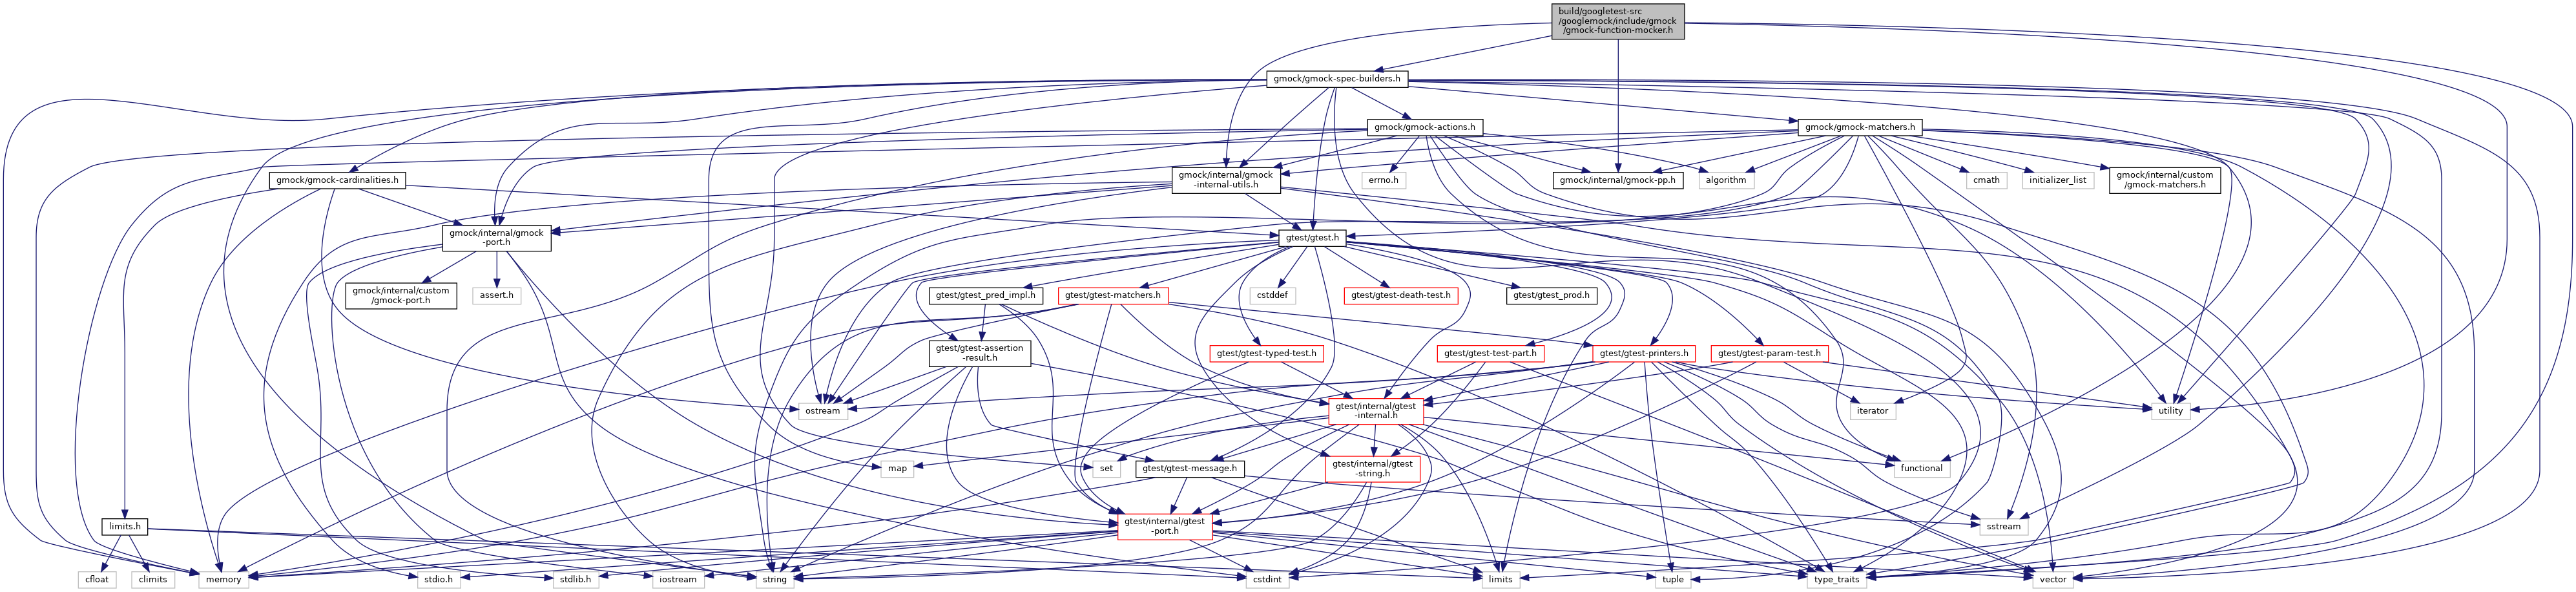 build/googletest-src
/googlemock/include/gmock
/gmock-function-mocker.h
gmock/gmock-spec-builders.h
gmock/gmock-actions.h
gmock/gmock-matchers.h
gmock/gmock-cardinalities.h
gmock/internal/gmock
-internal-utils.h
errno.h
gmock/internal/gmock-pp.h
algorithm
cmath
initializer_list
gmock/internal/custom
/gmock-matchers.h
gmock/internal/gmock
-port.h
gtest/gtest.h
gmock/internal/custom
/gmock-port.h
assert.h
gtest/gtest_pred_impl.h
gtest/gtest-matchers.h
cstddef
gtest/gtest-death-test.h
gtest/gtest_prod.h
gtest/gtest-assertion
-result.h
gtest/gtest-typed-test.h
gtest/gtest-test-part.h
gtest/gtest-printers.h
gtest/gtest-param-test.h
ostream
gtest/internal/gtest
-internal.h
iterator
utility
map
set
gtest/gtest-message.h
gtest/internal/gtest
-string.h
functional
limits.h
gtest/internal/gtest
-port.h
sstream
cfloat
climits
memory
stdio.h
stdlib.h
iostream
string
cstdint
limits
tuple
type_traits
vector